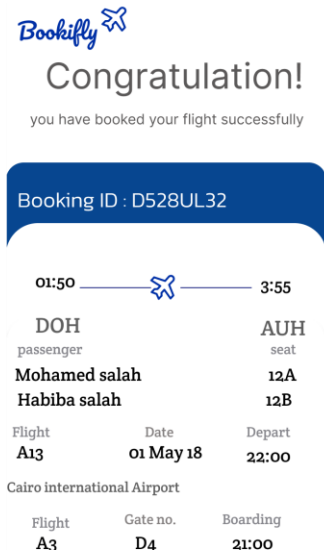 Bookifly
Congratulation!
you have booked your flight successfully
Booking ID : D528UL32
01:50 3:55
DOH AUH
passenger seat
Mohamed salah 12A
Habiba salah 12B
Flight Date Depart
A13 01 May 18 22:00
Cairo international Airport
Flight Gate no. Boarding
A3 D4 21:00